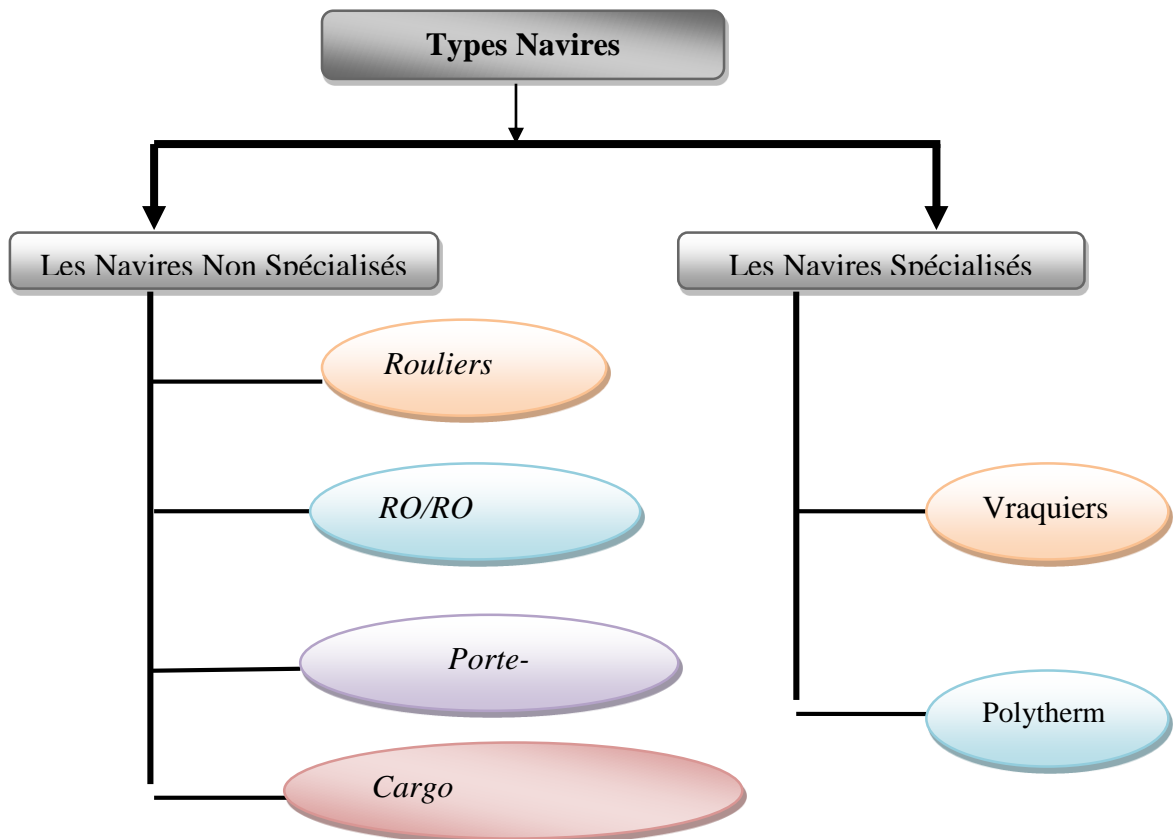 Types Navires
Les Navires Non Spécialisés
Les Navires Spécialisés
Rouliers
RO/RO
Vraquiers
Porte-
Polytherm
Cargo